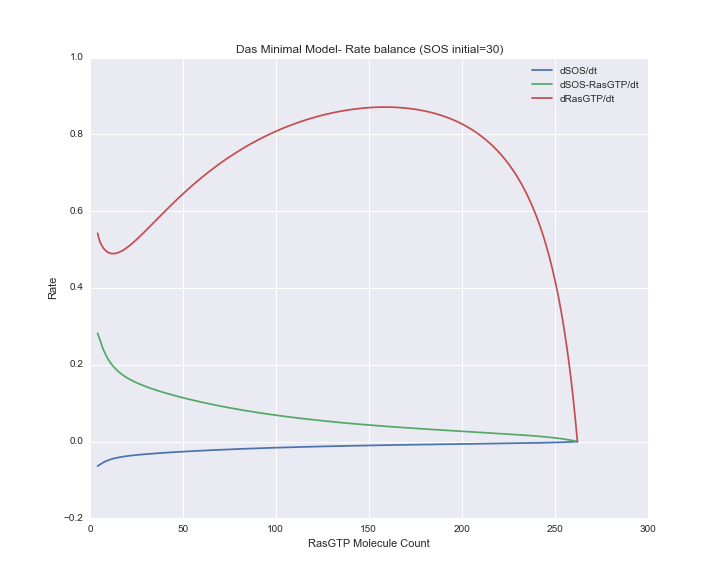 Das Minimal Model- Rate balance (SOS initial=30)
dSOS/dt
dSOS-RasGTP/dt
dRasGTP/dt
1.0
0.8
0.6
0.4
0.2
0.0
−0.2
Rate
0 50 100 150 200 250 300
RasGTP Molecule Count